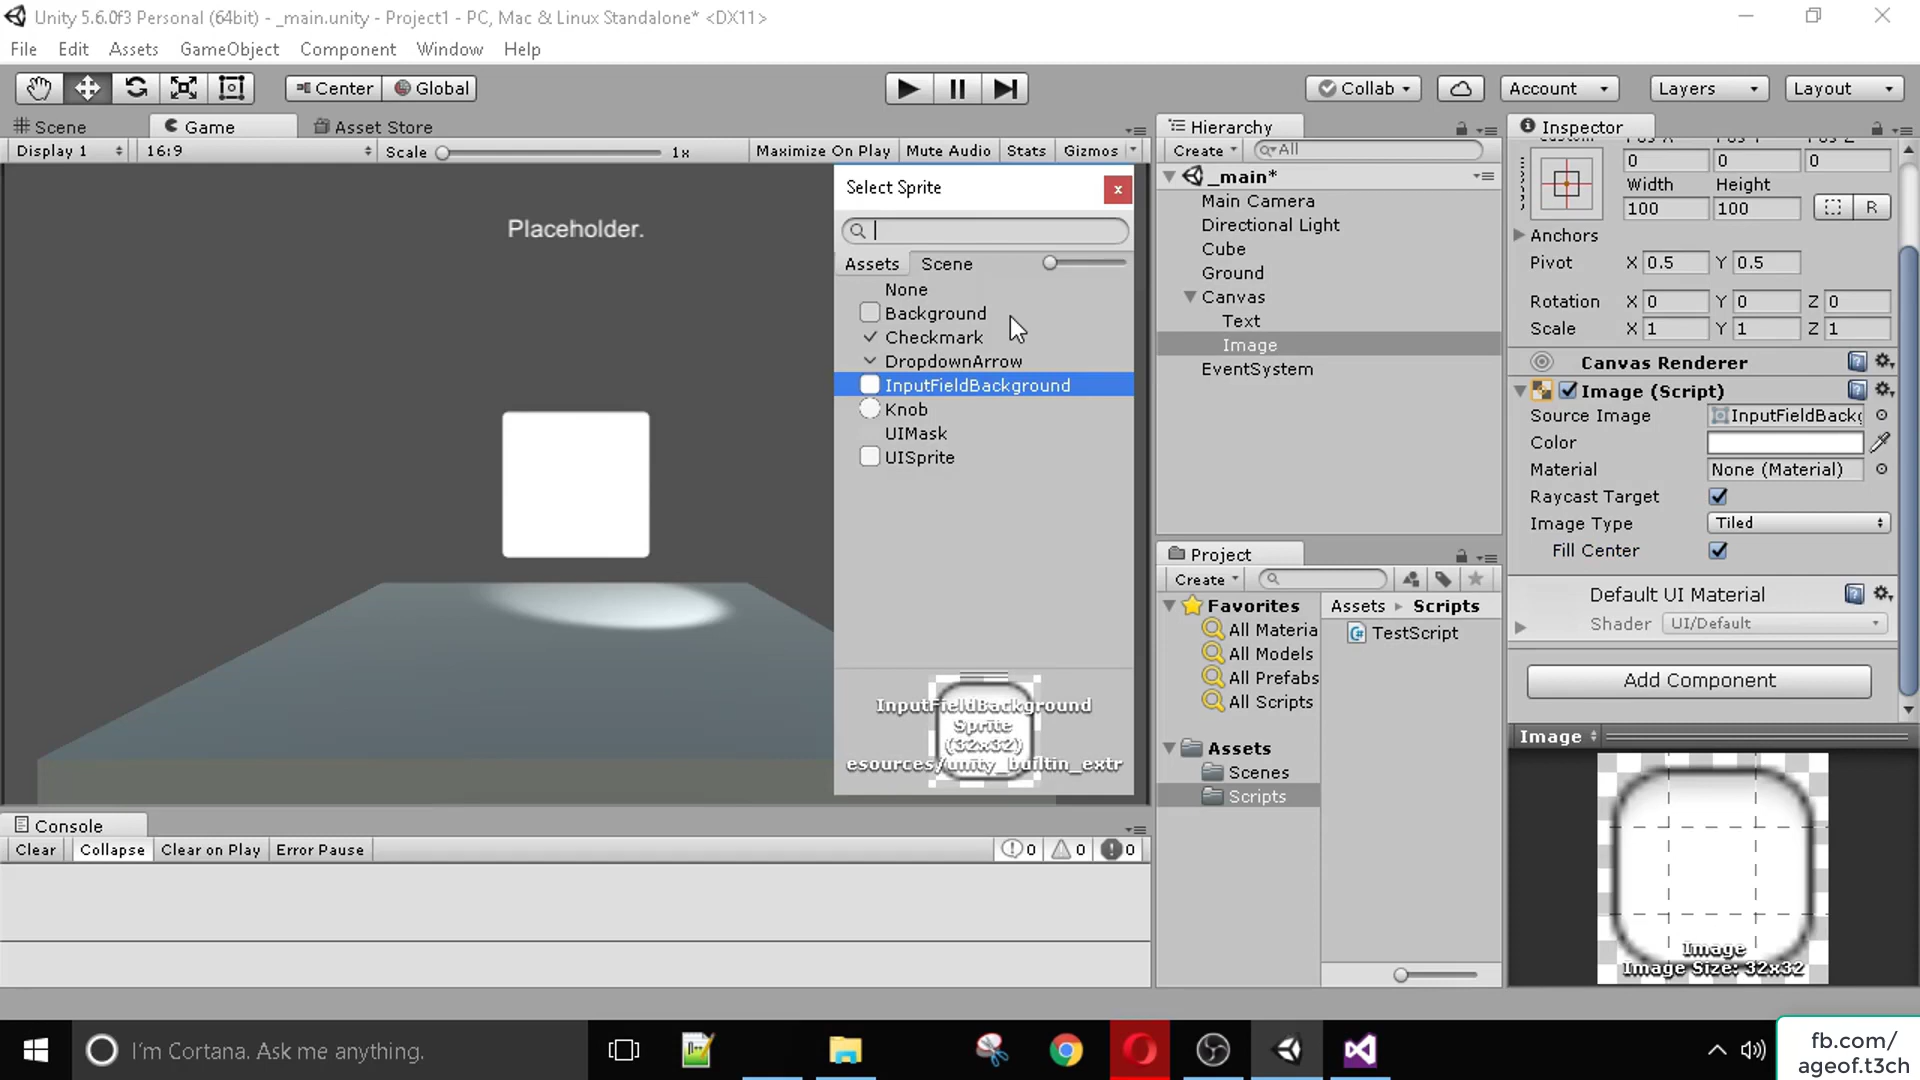 Unity 5.6.0f3 Personal (64bit) - _main.unity - Project1 - PC, Mac & Linux Standalone* <DX11>
File Edit Assets GameObject Component Window Help
Center Global
Collab Account Layers Layout
Scene Game Asset Store
Display 1 16:9 Scale 1x Maximize On Play Mute Audio Stats Gizmos
Placeholder.
Select Sprite
Assets Scene
None
Background
Checkmark
DropdownArrow
InputFieldBackground
Knob
UIMask
UISprite
InputFieldBackground
Sprite
(32x32)
esources/unity_builtin_extr
Hierarchy
Create All
_main*
Main Camera
Directional Light
Cube
Ground
Canvas
Text
Image
EventSystem
Project
Create
Favorites
All Materia
All Models
All Prefabs
All Scripts
Assets
Scenes
Scripts
Assets Scripts
TestScript
Inspector
0 0 0
Width Height
100 100 R
Anchors
Pivot X 0.5 Y 0.5
Rotation X 0 Y 0 Z 0
Scale X 1 Y 1 Z 1
Canvas Renderer
Image (Script)
Source Image InputFieldBackg
Color
Material None (Material)
Raycast Target
Image Type Tiled
Fill Center
Default UI Material
Shader UI/Default
Add Component
Image
Image
Image Size: 32x32
Console
Clear Collapse Clear on Play Error Pause 0 0 0
I'm Cortana. Ask me anything.
fb.com/
ageof.t3ch